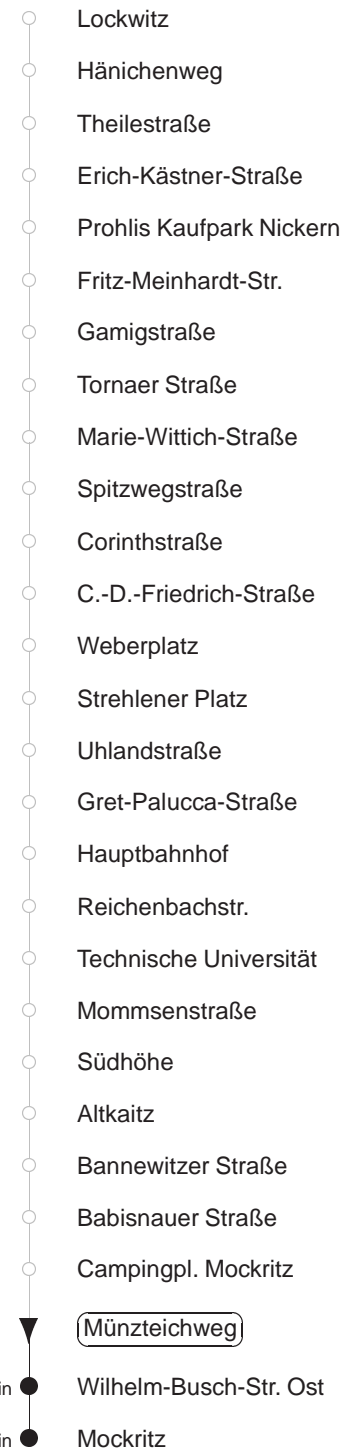 Lockwitz
Hänichenweg
Theilestraße
Erich-Kästner-Straße
Prohlis Kaufpark Nickern
Fritz-Meinhardt-Str.
Gamigstraße
Tornaer Straße
Marie-Wittich-Straße
Spitzwegstraße
Corinthstraße
C.-D.-Friedrich-Straße
Weberplatz
Strehlener Platz
Uhlandstraße
Gret-Palucca-Straße
Hauptbahnhof
Reichenbachstr.
Technische Universität
Mommsenstraße
Südhöhe
Altkaitz
Bannewitzer Straße
Babisnauer Straße
Campingpl. Mockritz
Münzteichweg
Wilhelm-Busch-Str. Ost
Mockritz